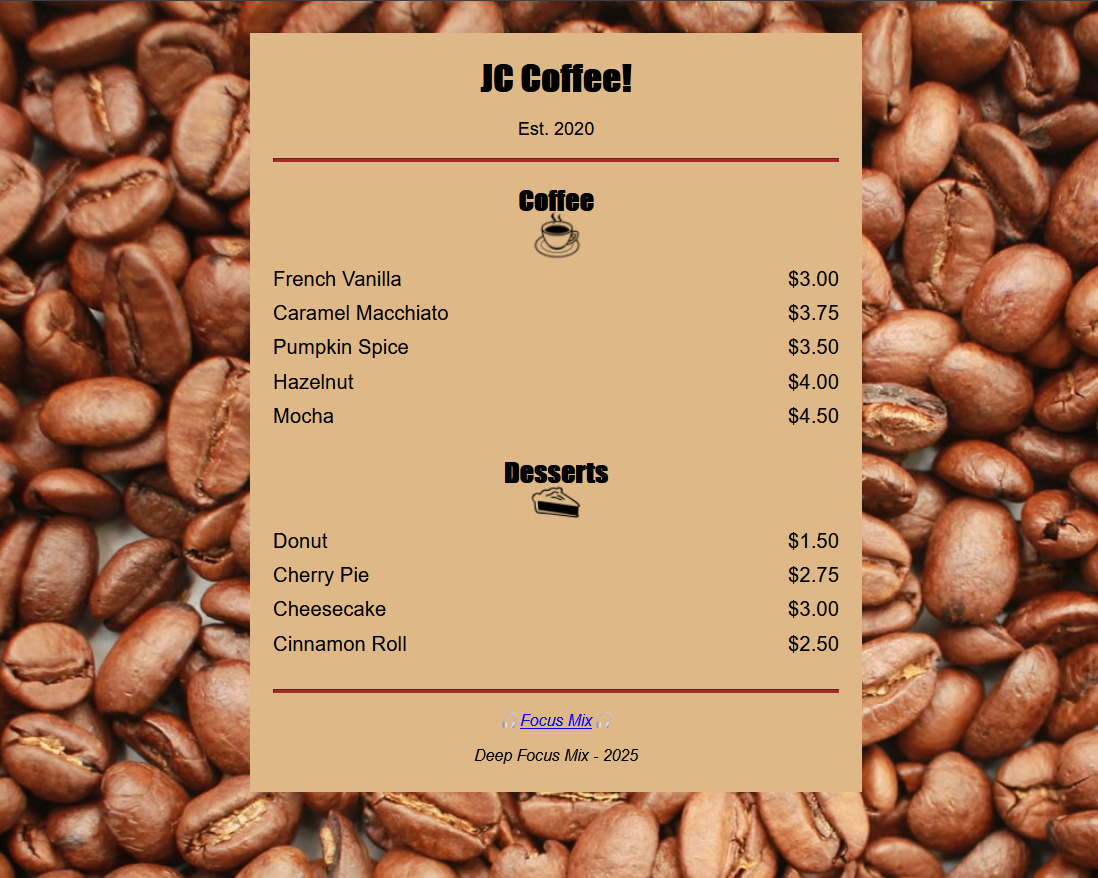 JC Coffee!
Est. 2020
Coffee
French Vanilla $3.00
Caramel Macchiato $3.75
Pumpkin Spice $3.50
Hazelnut $4.00
Mocha $4.50
Desserts
Donut $1.50
Cherry Pie $2.75
Cheesecake $3.00
Cinnamon Roll $2.50
🎧Focus Mix🎧
Deep Focus Mix - 2025